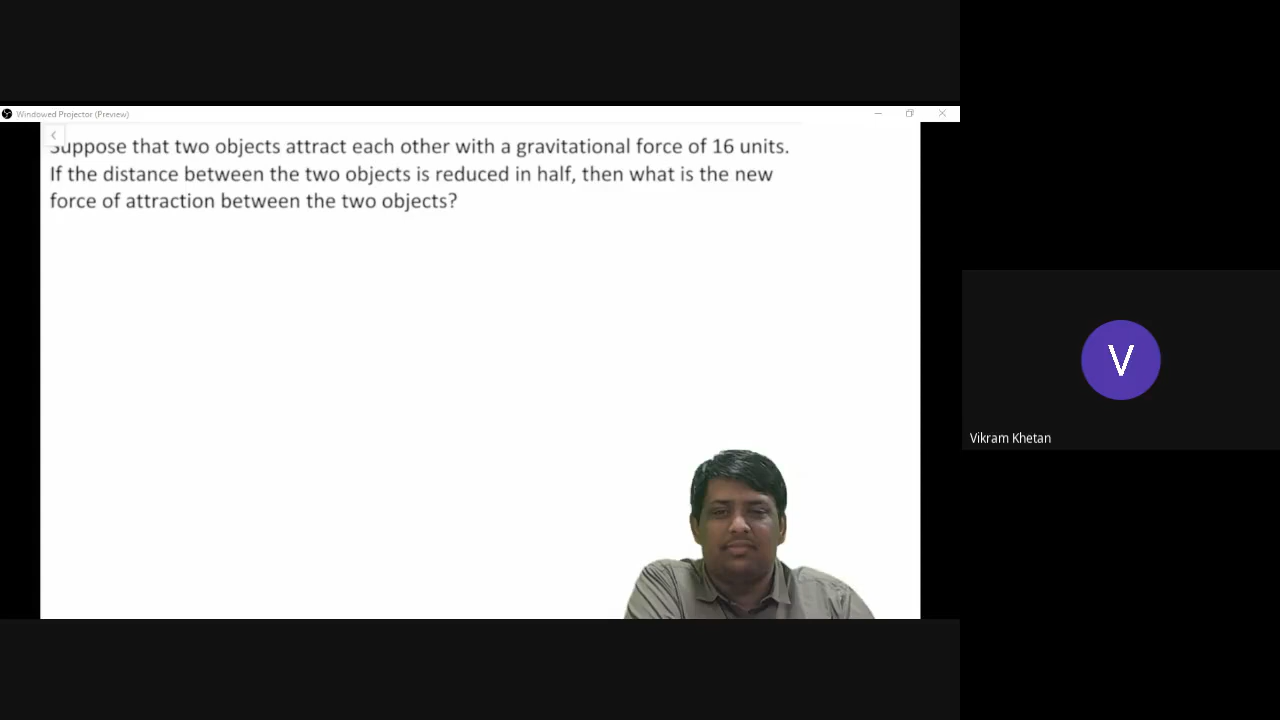 Windowed Projector (Preview)
Suppose that two objects attract each other with a gravitational force of 16 units.
If the distance between the two objects is reduced in half, then what is the new
force of attraction between the two objects?
V
Vikram Khetan